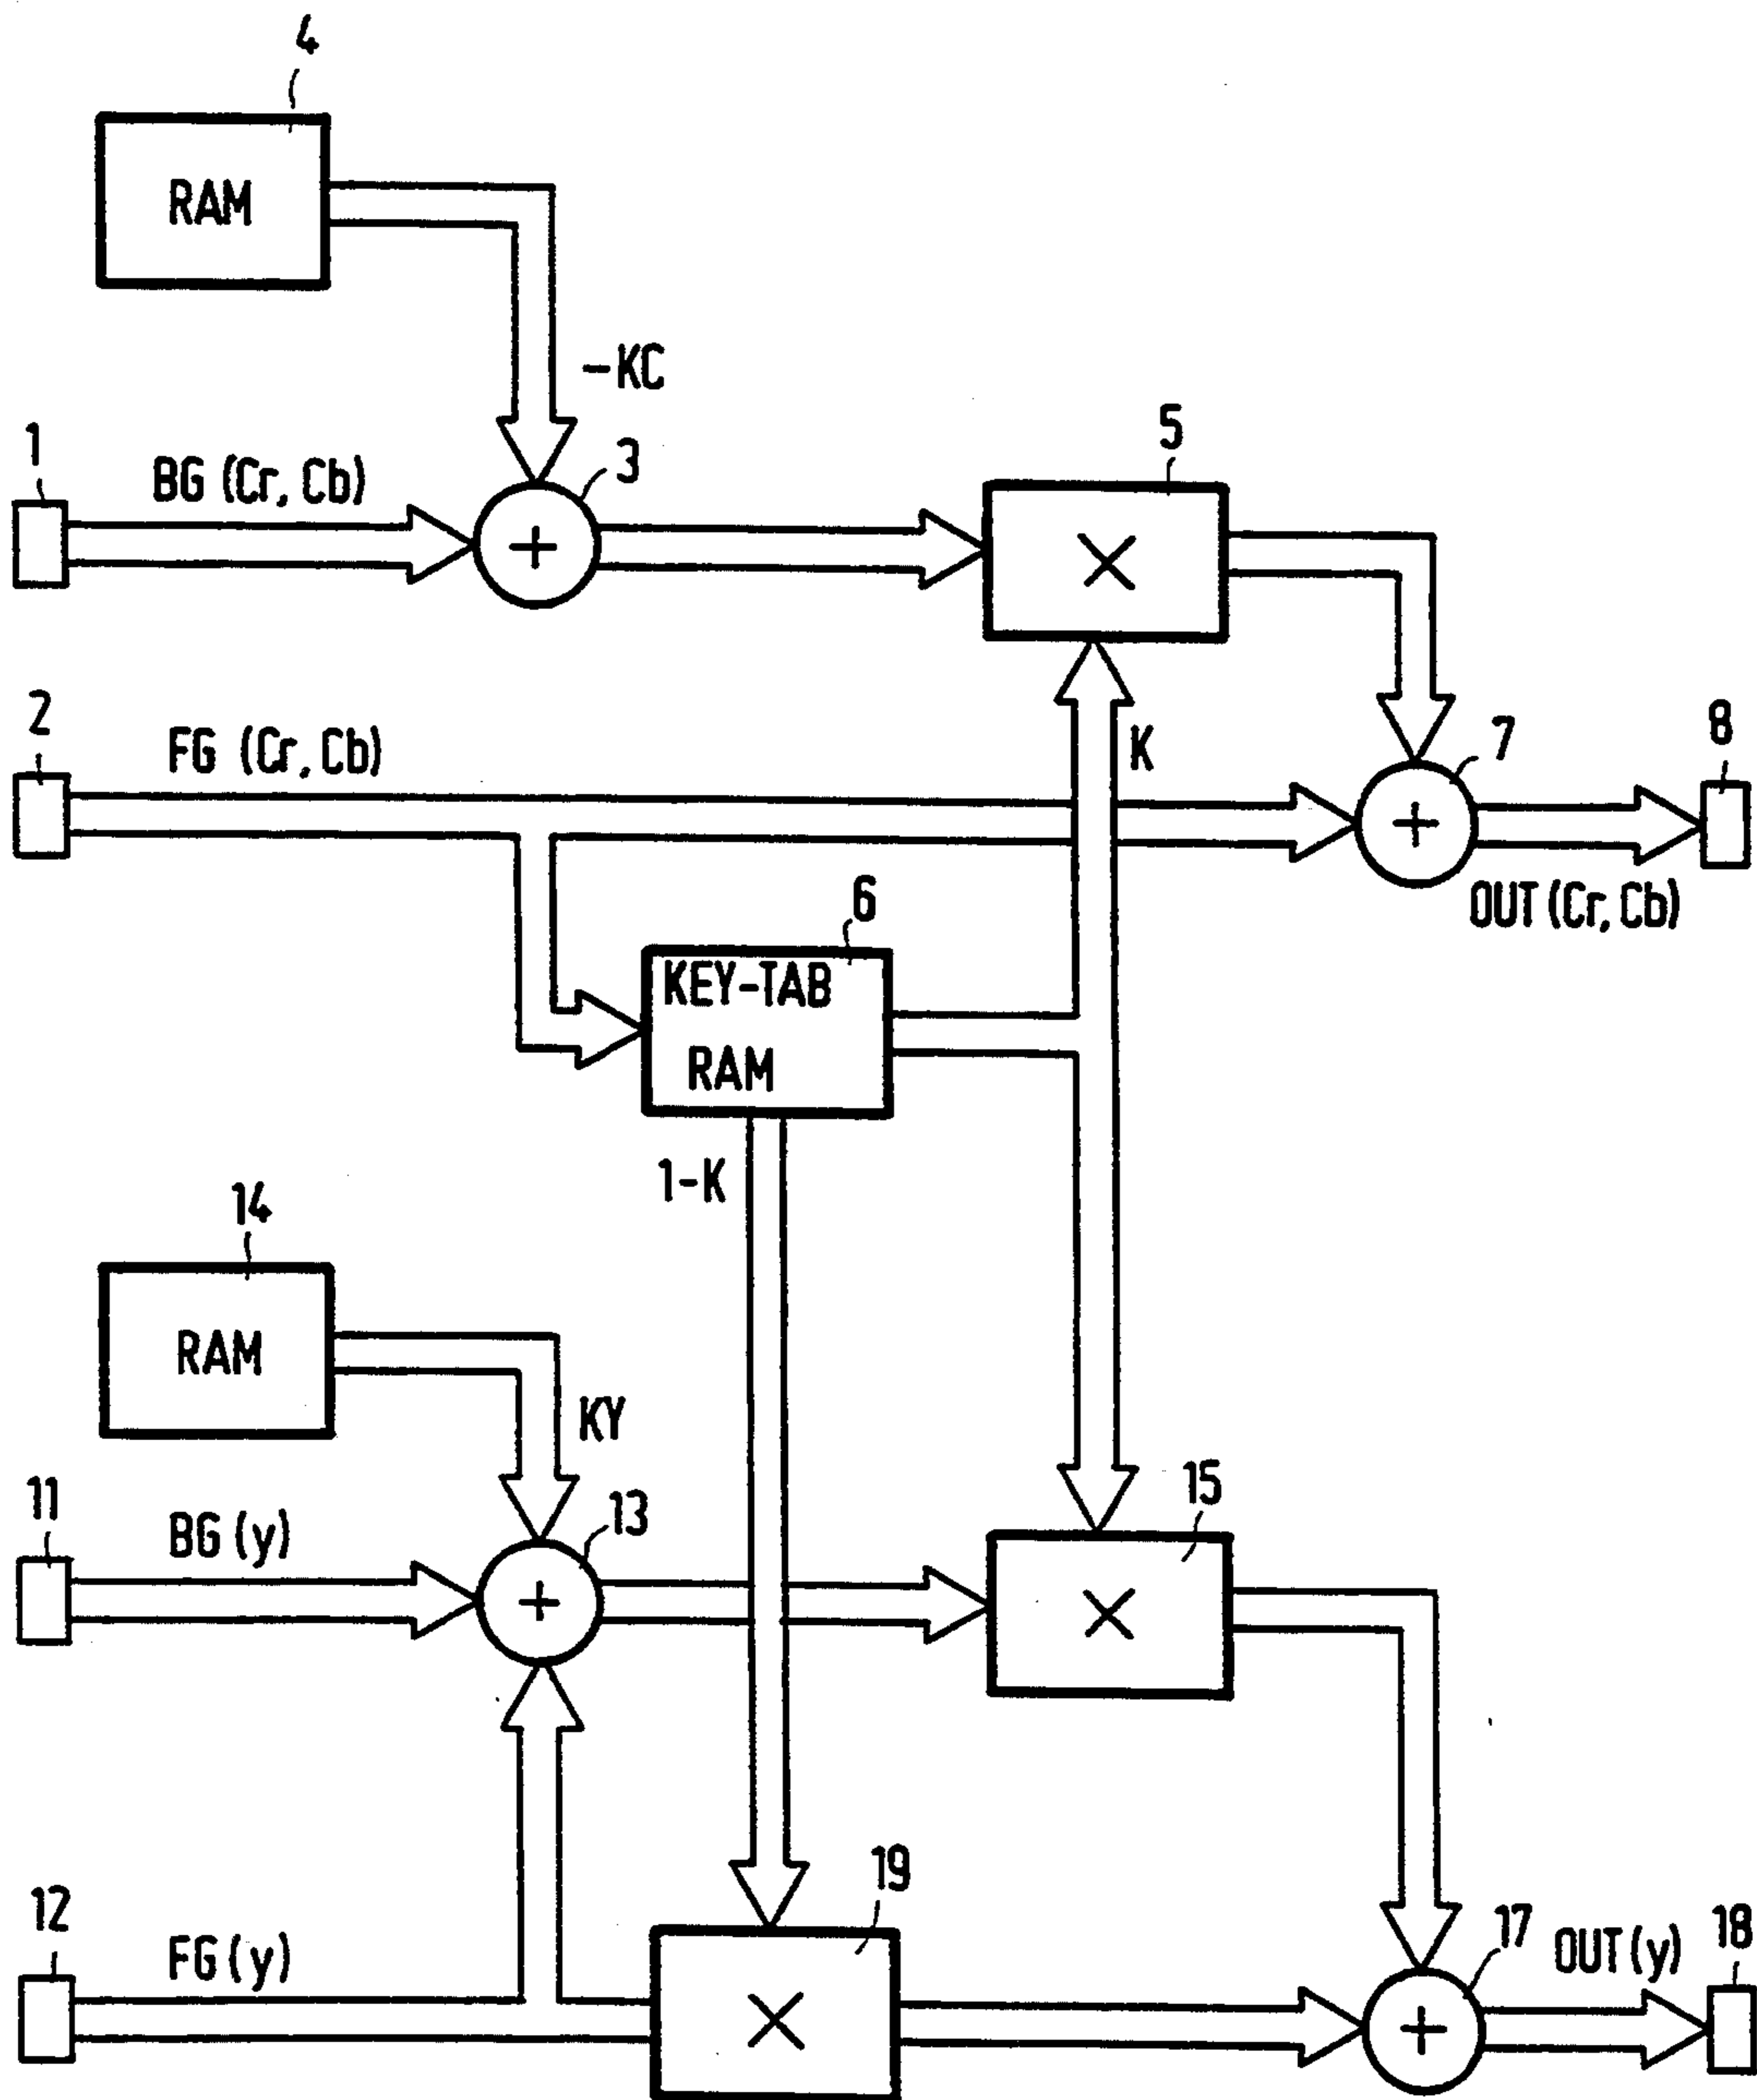 4
RAM
-KC
1
BG (Cr, Cb)
3
+
5
×
2
FG (Cr, Cb)
K
7
+
8
OUT (Cr, Cb)
6
KEY-TAB
RAM
1-K
14
RAM
KY
11
BG (y)
13
+
15
×
12
FG (y)
19
×
17
+
OUT (y)
18